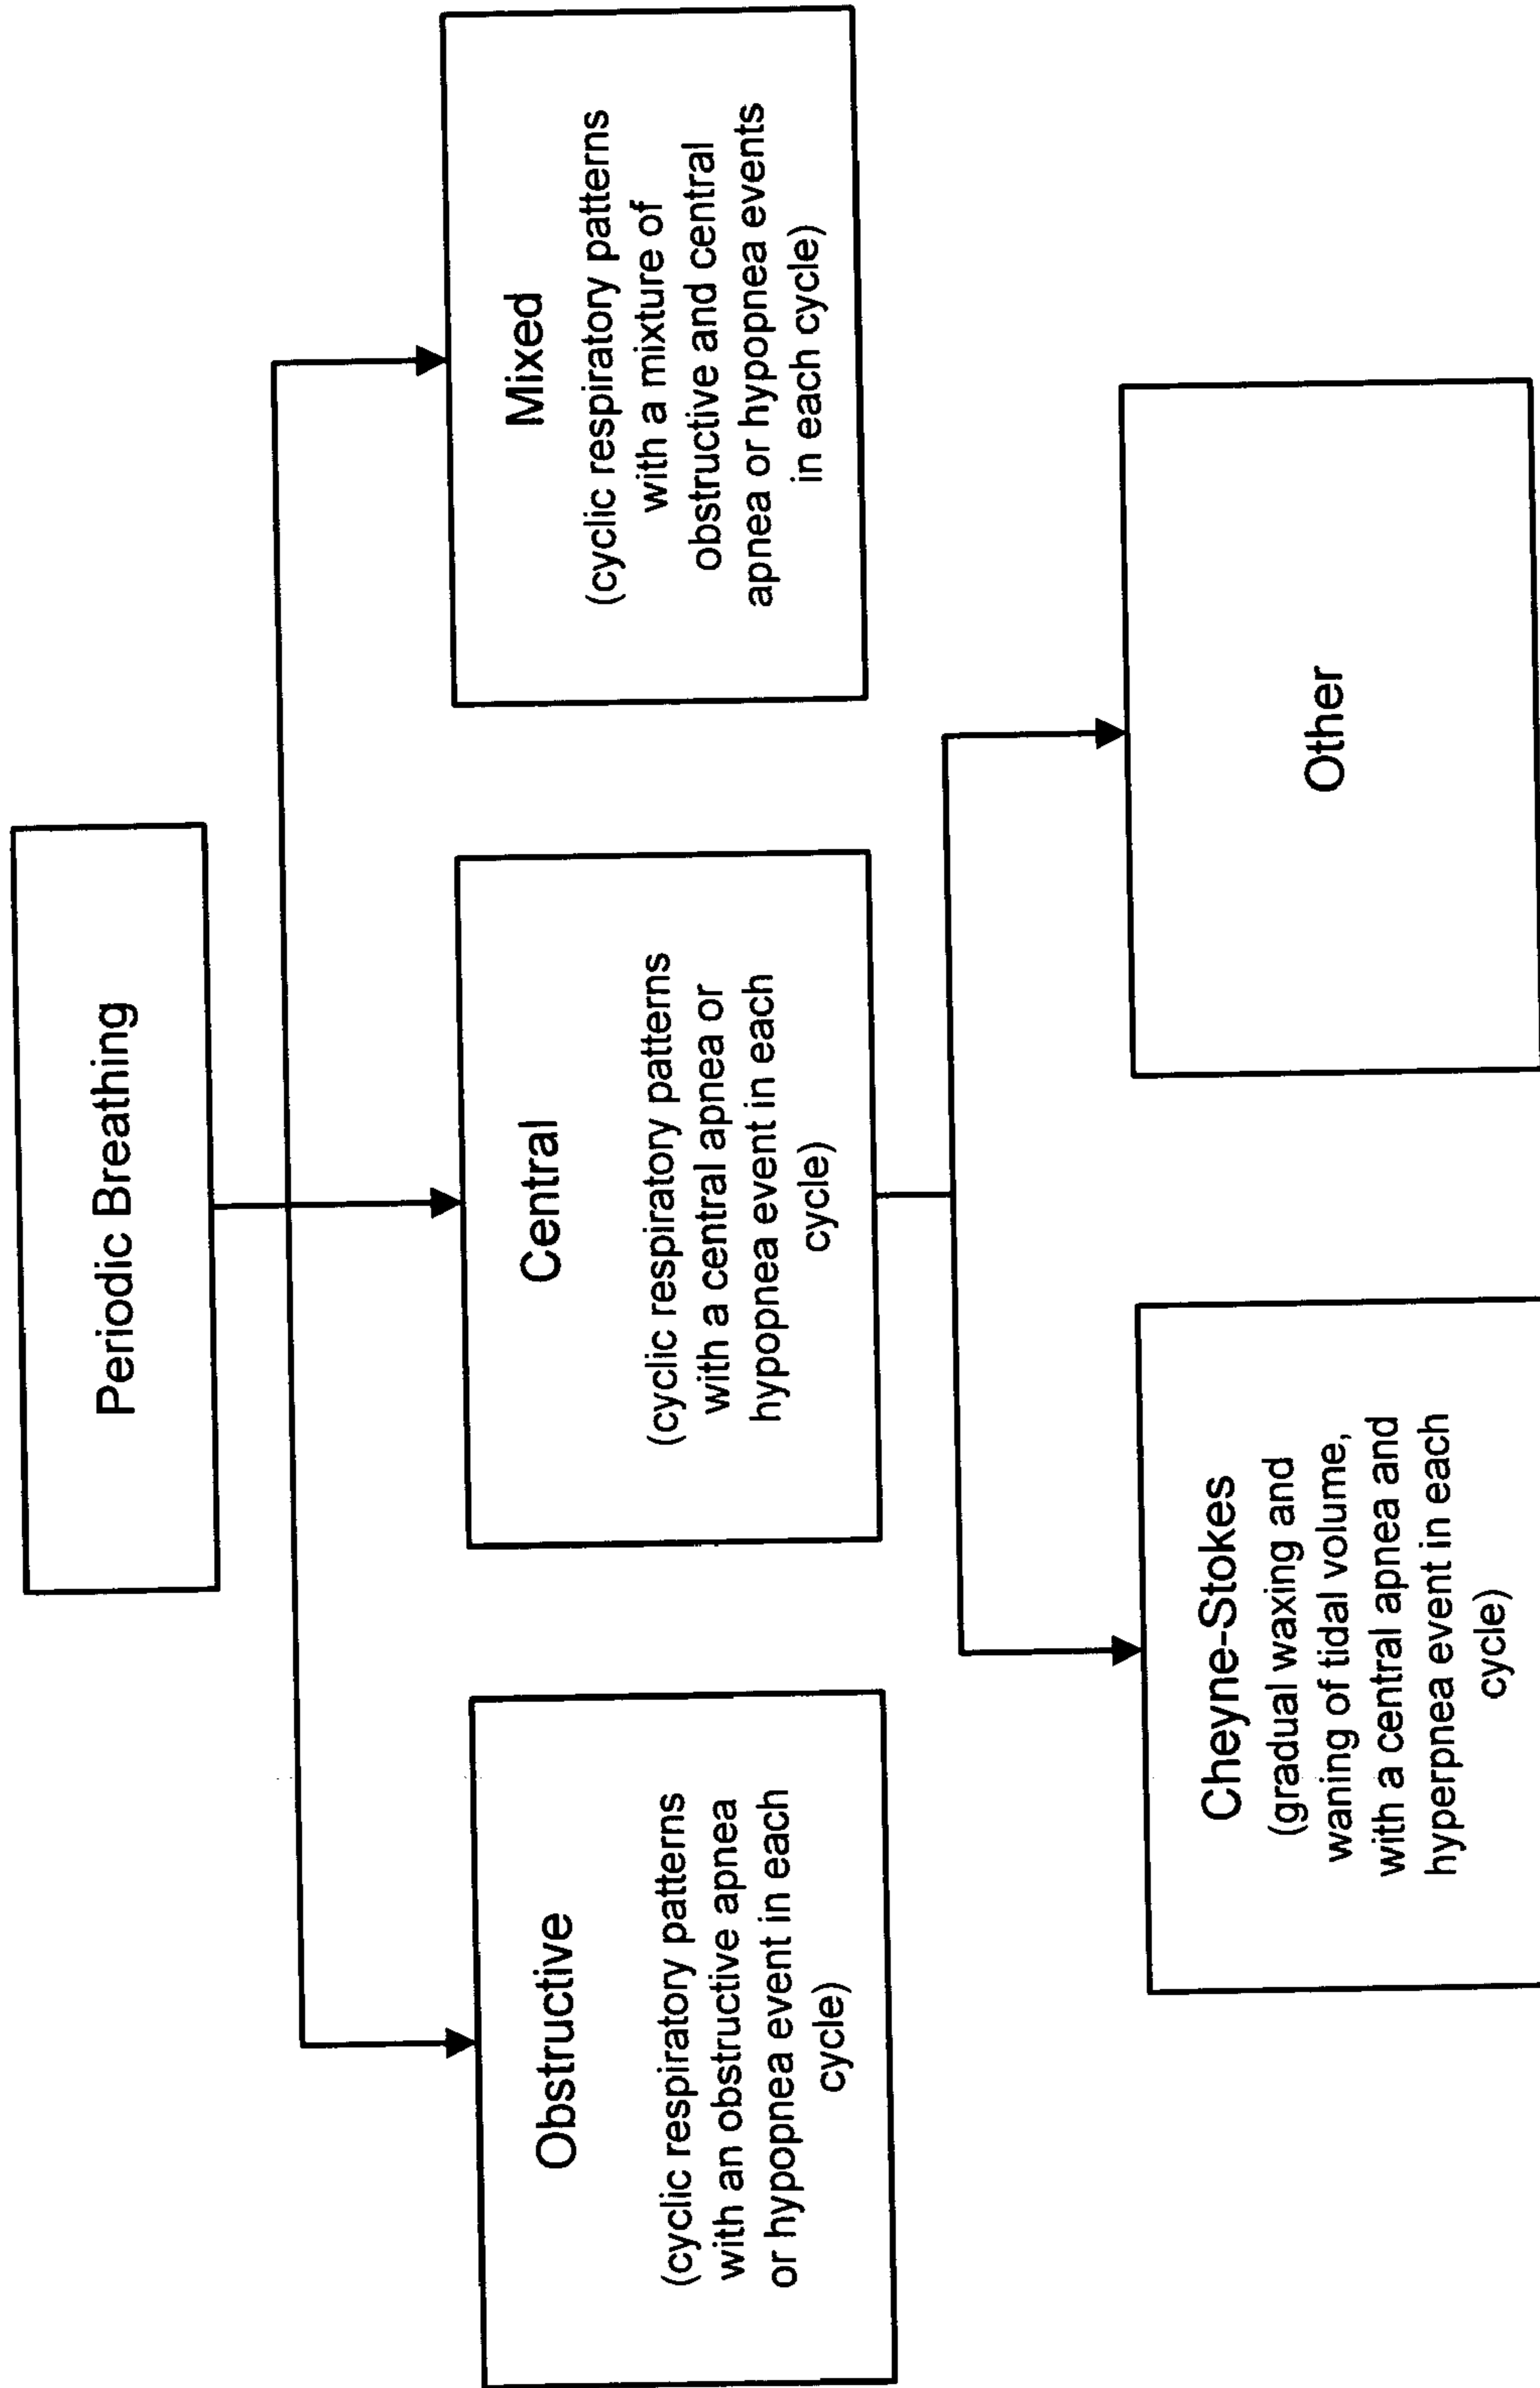 Periodic Breathing
Obstructive
(cyclic respiratory patterns
with an obstructive apnea
or hypopnea event in each
cycle)
Central
(cyclic respiratory patterns
with a central apnea or
hypopnea event in each
cycle)
Mixed
(cyclic respiratory patterns
with a mixture of
obstructive and central
apnea or hypopnea events
in each cycle)
Cheyne-Stokes
(gradual waxing and
waning of tidal volume,
with a central apnea and
hyperpnea event in each
cycle)
Other